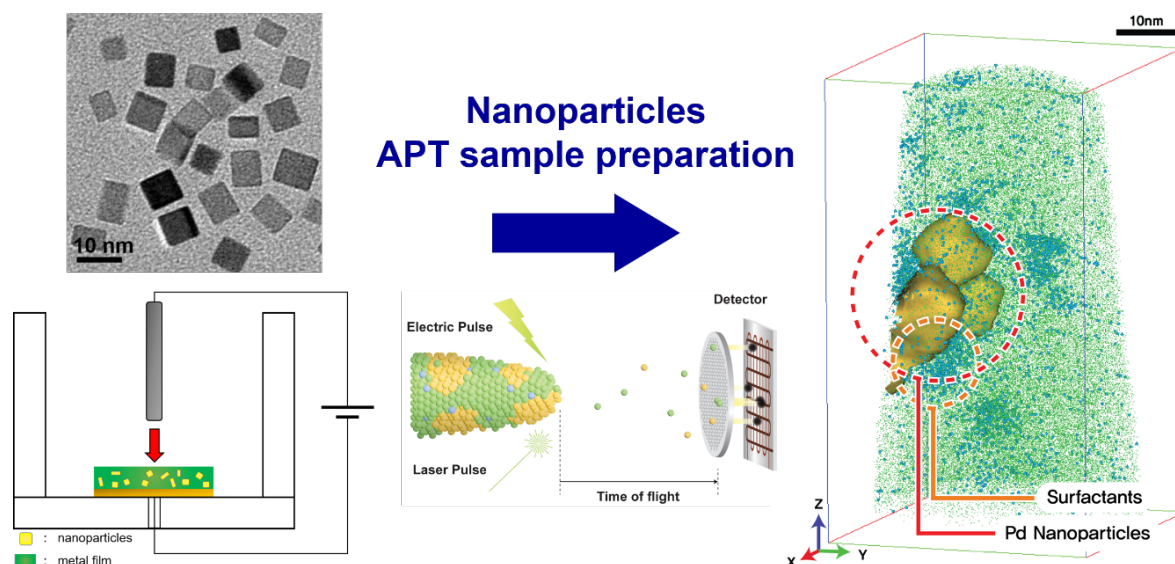 10 nm
Nanoparticles
APT sample preparation
nanoparticles
: metal film
Electric Pulse
Laser Pulse
Time of flight
Detector
10nm
Surfactants
Pd Nanoparticles
Z
X
Y